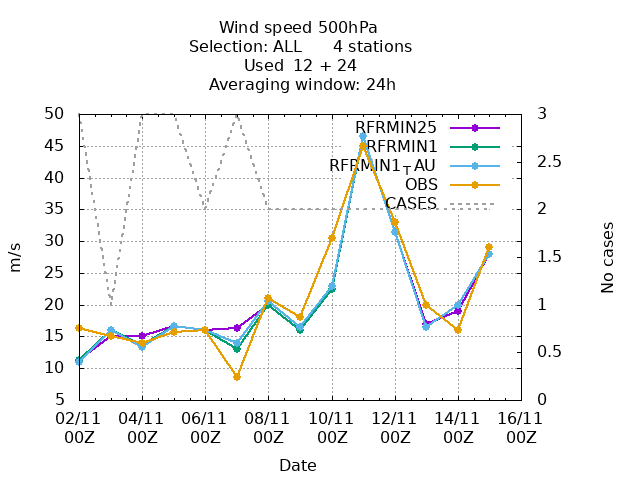 Wind speed 500hPa
Selection: ALL      4 stations
Used  12 + 24
Averaging window: 24h
50
45
40
35
30
25
20
15
10
5
m/s
3
2.5
2
1.5
1
0.5
0
No cases
RFRMIN25
RFRMIN1
RFRMIN1TAU
OBS
CASES
02/11
00Z
04/11
00Z
06/11
00Z
08/11
00Z
10/11
00Z
12/11
00Z
14/11
00Z
16/11
00Z
Date